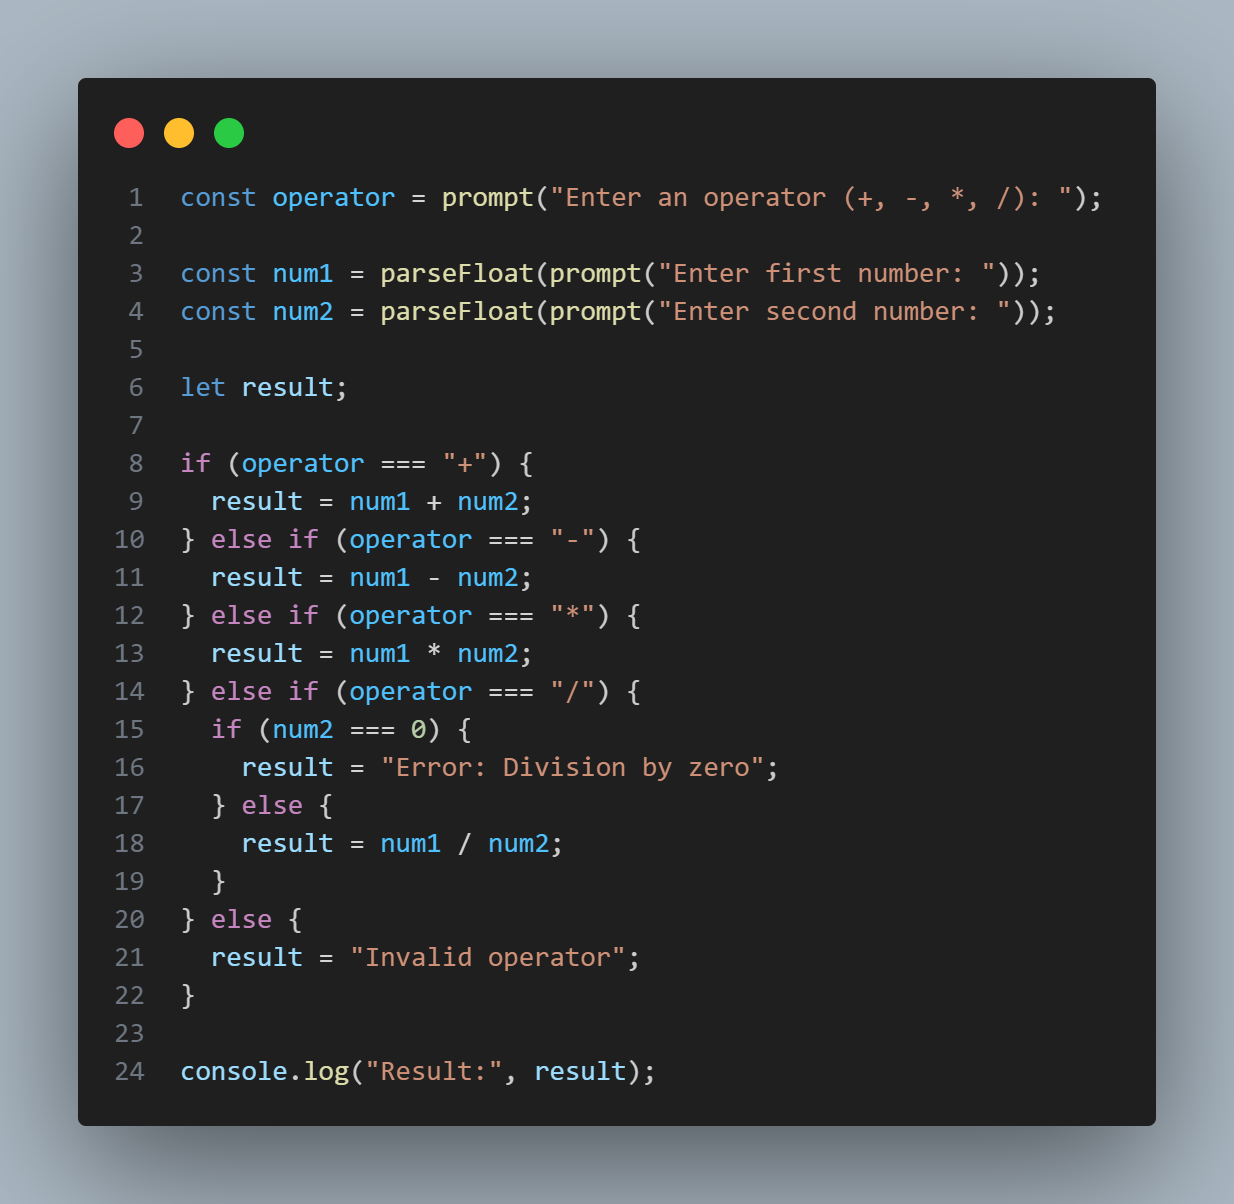 1 const operator = prompt("Enter an operator (+, -, *, /): ");
2
3 const num1 = parseFloat(prompt("Enter first number: "));
4 const num2 = parseFloat(prompt("Enter second number: "));
5
6 let result;
7
8 if (operator === "+") {
9   result = num1 + num2;
10 } else if (operator === "-") {
11   result = num1 - num2;
12 } else if (operator === "*") {
13   result = num1 * num2;
14 } else if (operator === "/") {
15   if (num2 === 0) {
16     result = "Error: Division by zero";
17   } else {
18     result = num1 / num2;
19   }
20 } else {
21   result = "Invalid operator";
22 }
23
24 console.log("Result:", result);